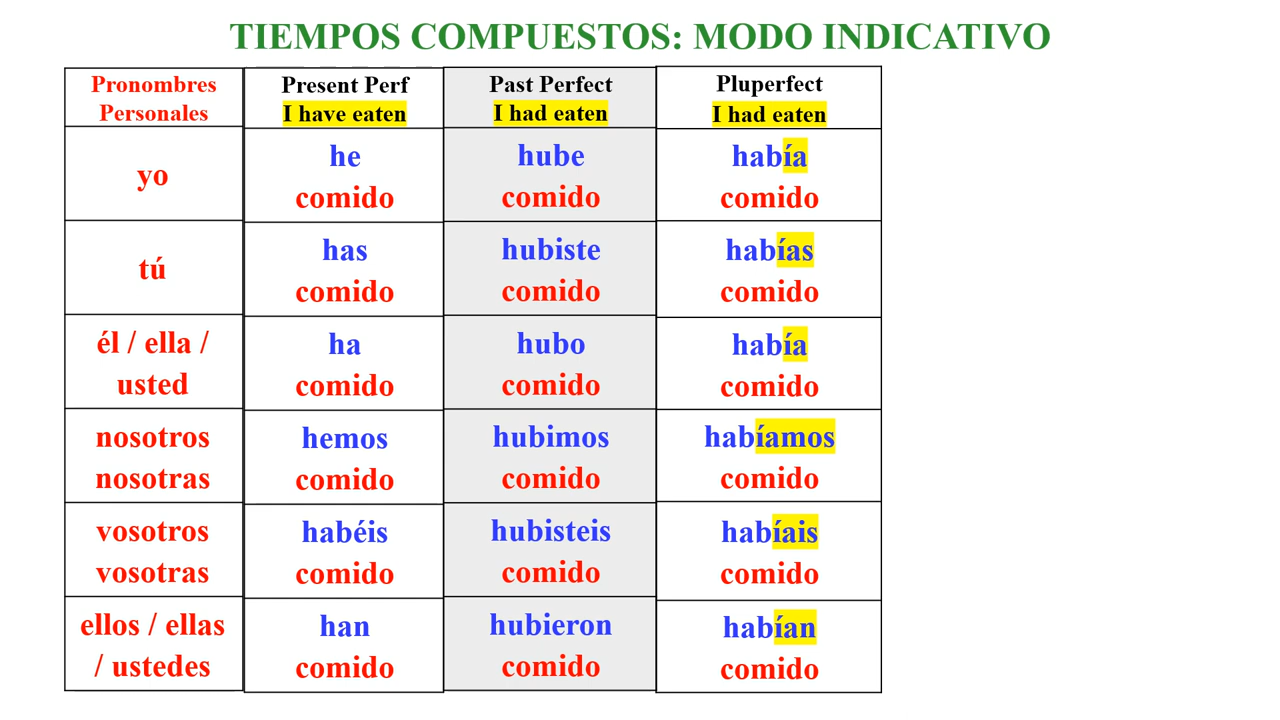 TIEMPOS COMPUESTOS: MODO INDICATIVO
Pronombres Personales Present Perf I have eaten Past Perfect I had eaten Pluperfect I had eaten
yo he comido hube comido había comido
tú has comido hubiste comido habías comido
él / ella / usted ha comido hubo comido había comido
nosotros nosotras hemos comido hubimos comido habíamos comido
vosotros vosotras habéis comido hubisteis comido habíais comido
ellos / ellas / ustedes han comido hubieron comido habían comido